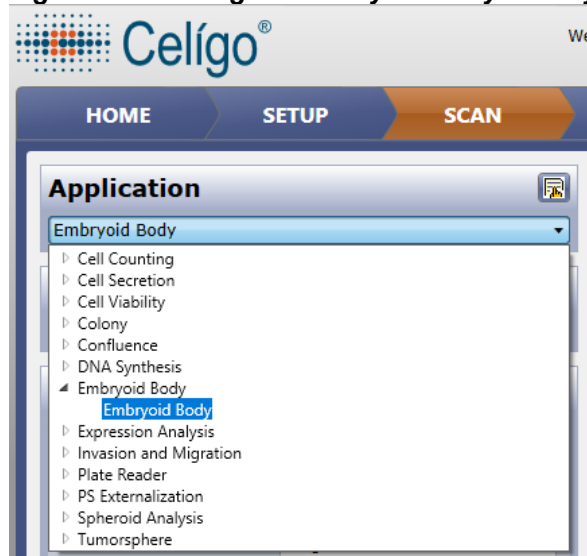 Celígo®
We
HOME SETUP SCAN
Application
Embryoid Body
Cell Counting
Cell Secretion
Cell Viability
Colony
Confluence
DNA Synthesis
Embryoid Body
Embryoid Body
Expression Analysis
Invasion and Migration
Plate Reader
PS Externalization
Spheroid Analysis
Tumorsphere